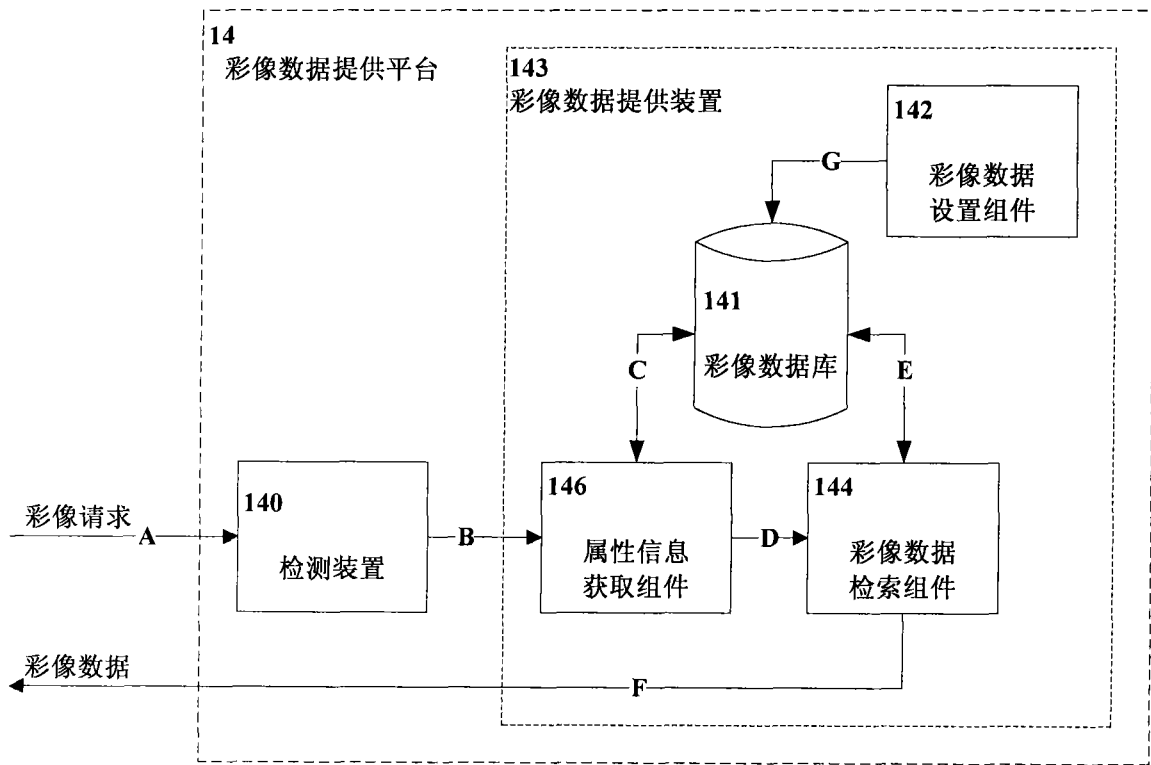 14
彩像数据提供平台
143
彩像数据提供装置
142
彩像数据
设置组件
G
141
彩像数据库
C
E
彩像请求
A
140
检测装置
B
146
属性信息
获取组件
D
144
彩像数据
检索组件
彩像数据
F